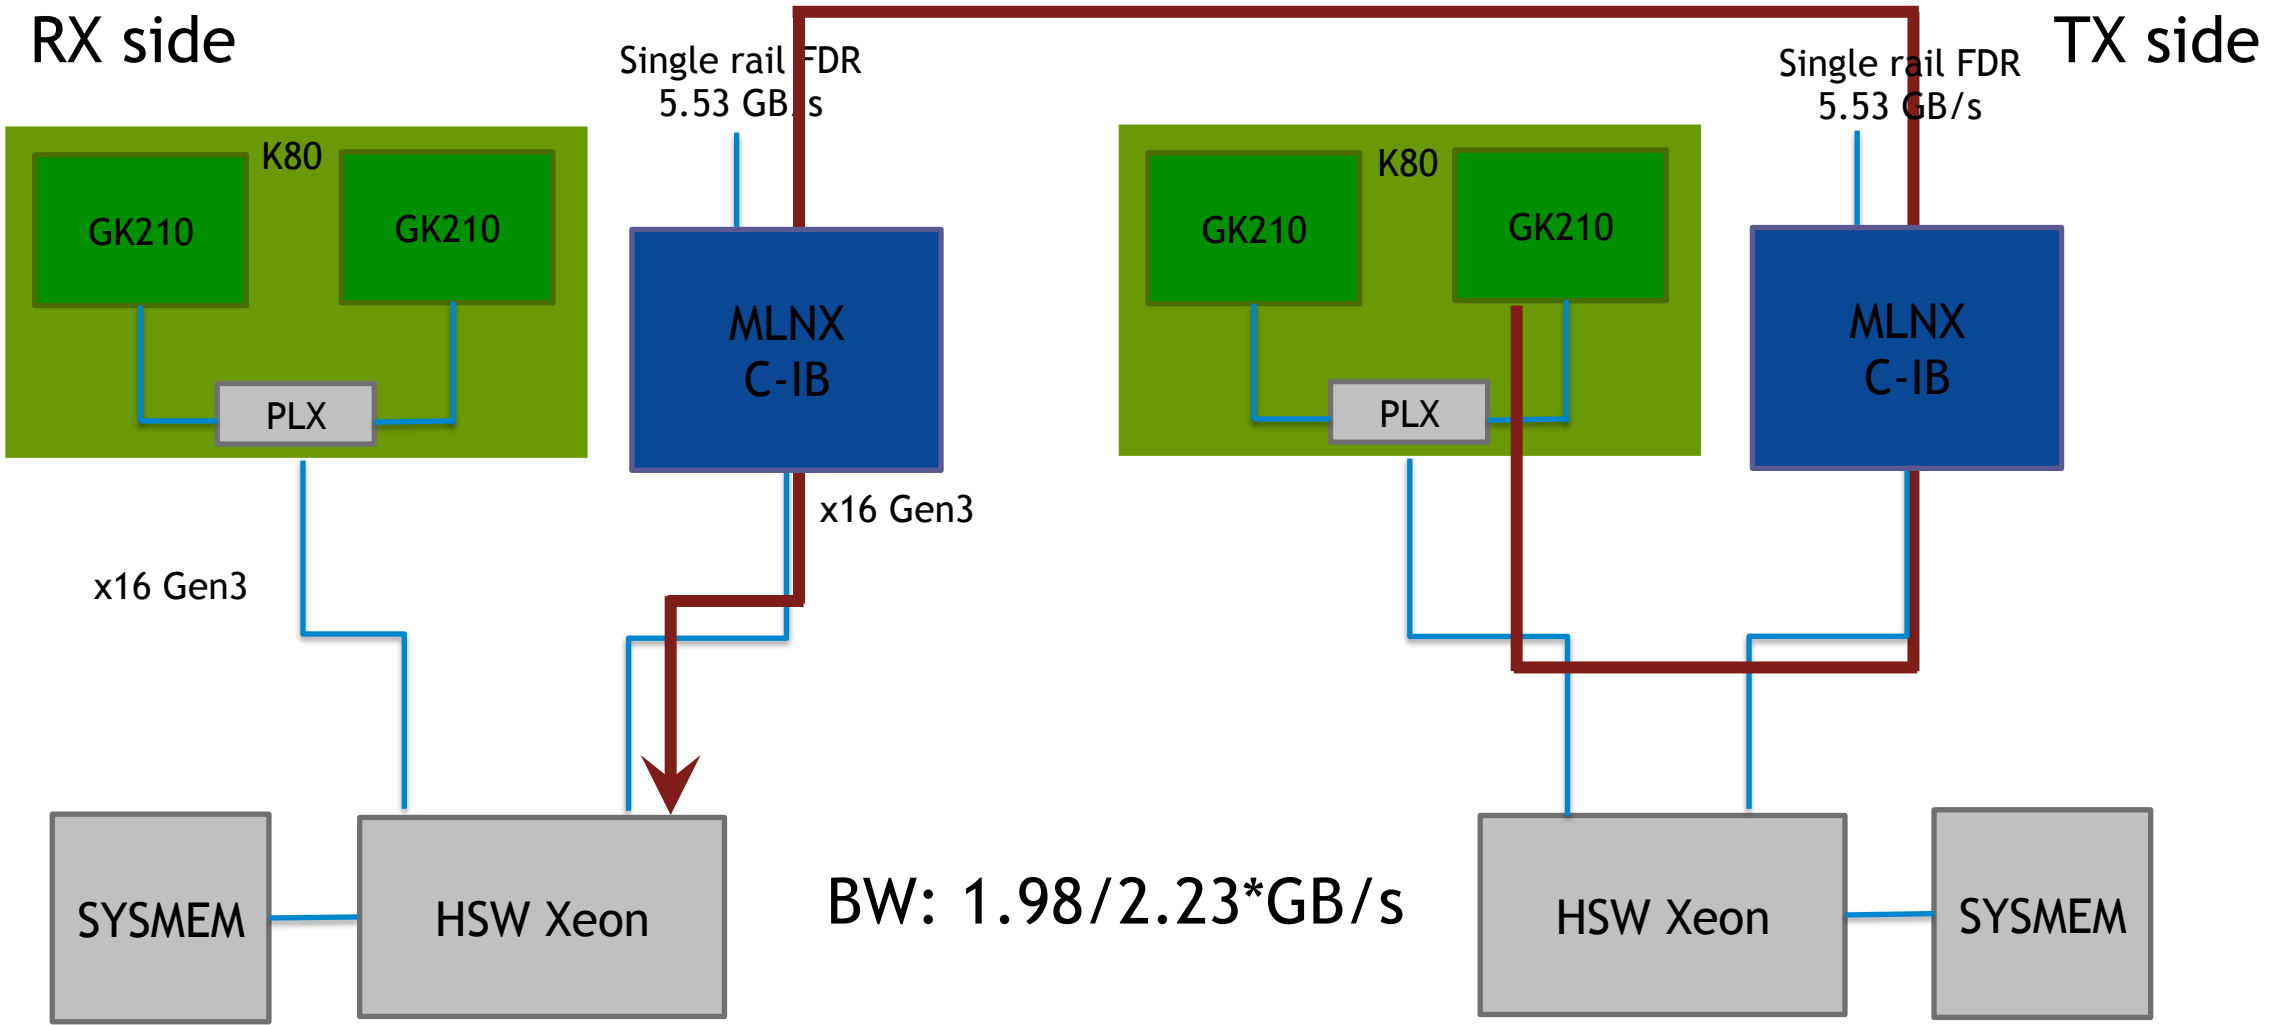 RX side
TX side
Single rail FDR
5.53 GB/s
Single rail FDR
5.53 GB/s
K80
GK210
GK210
PLX
MLNX
C-IB
K80
GK210
GK210
PLX
MLNX
C-IB
x16 Gen3
x16 Gen3
SYSMEM
HSW Xeon
BW: 1.98/2.23*GB/s
HSW Xeon
SYSMEM